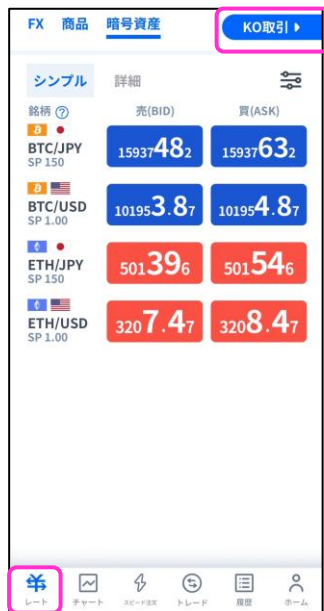 FX 商品 暗号資産 KO取引
シンプル 詳細
銘柄 ? 売(BID) 買(ASK)
BTC/JPY 15937482 15937632
SP 150
BTC/USD 101953.87 101954.87
SP 1.00
ETH/JPY 501396 501546
SP 150
ETH/USD 3207.47 3208.47
SP 1.00
レート チャート スピード注文 トレード 履歴 ホーム